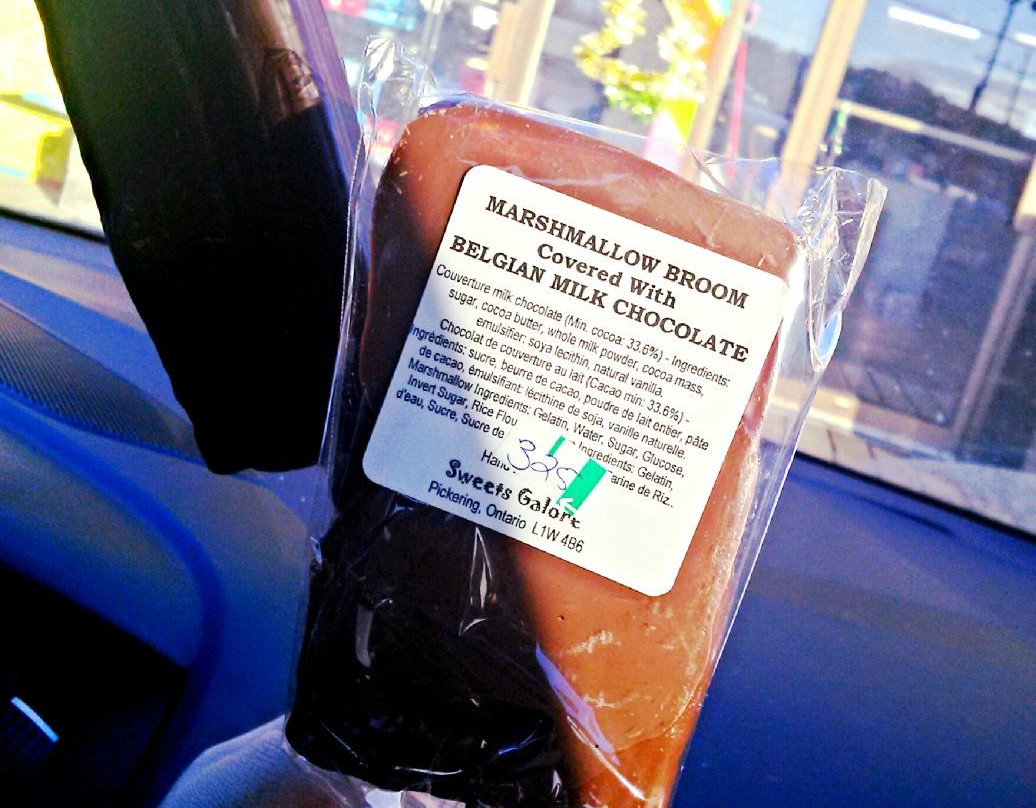 MARSHMALLOW BROOM
Covered With
BELGIAN MILK CHOCOLATE
Couverture milk chocolate (Min. cocoa: 33,6%) - Ingredients:
sugar, cocoa butter, whole milk powder, cocoa mass,
emulsifier: soya lecithin, natural vanilla.
Chocolat de couverture au lait (Cacao min: 33.6%) -
Ingrédients: sucre, beurre de cacao, poudre de lait entier, pâte
de cacao, émulsifiant: lécithine de soja, vanille naturelle.
Marshmallow Ingredients: Gelatin, Water, Sugar, Glucose,
Invert Sugar, Rice Flou Ingredients: Gelatin,
d'eau, Sucre, Sucre de arine de Riz..
325
Sweets Galore
Pickering, Ontario L1W 4B6